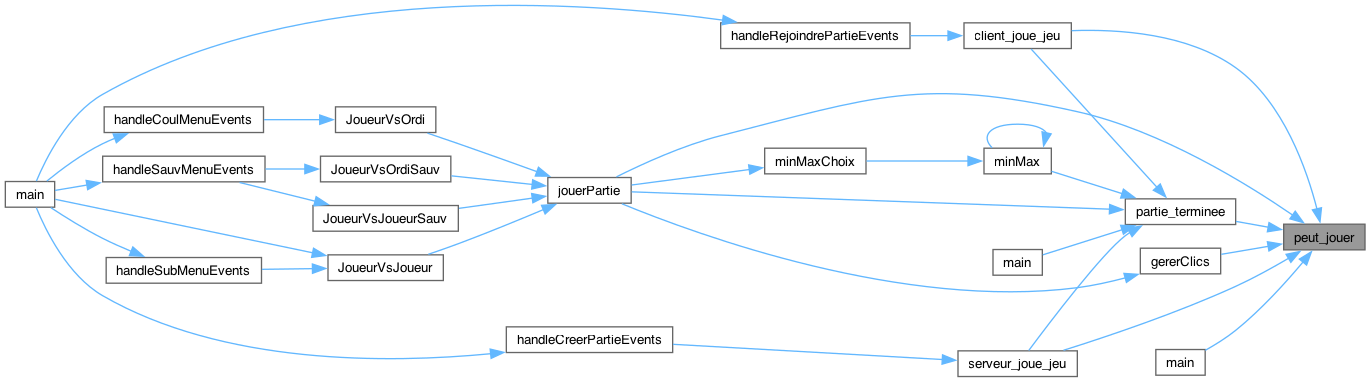 handleRejoindrePartieEvents
client_joue_jeu
handleCoulMenuEvents
JoueurVsOrdi
handleSauvMenuEvents
JoueurVsOrdiSauv
minMaxChoix
minMax
main
jouerPartie
JoueurVsJoueurSauv
partie_terminee
peut_jouer
handleSubMenuEvents
JoueurVsJoueur
main
gererClics
handleCreerPartieEvents
serveur_joue_jeu
main